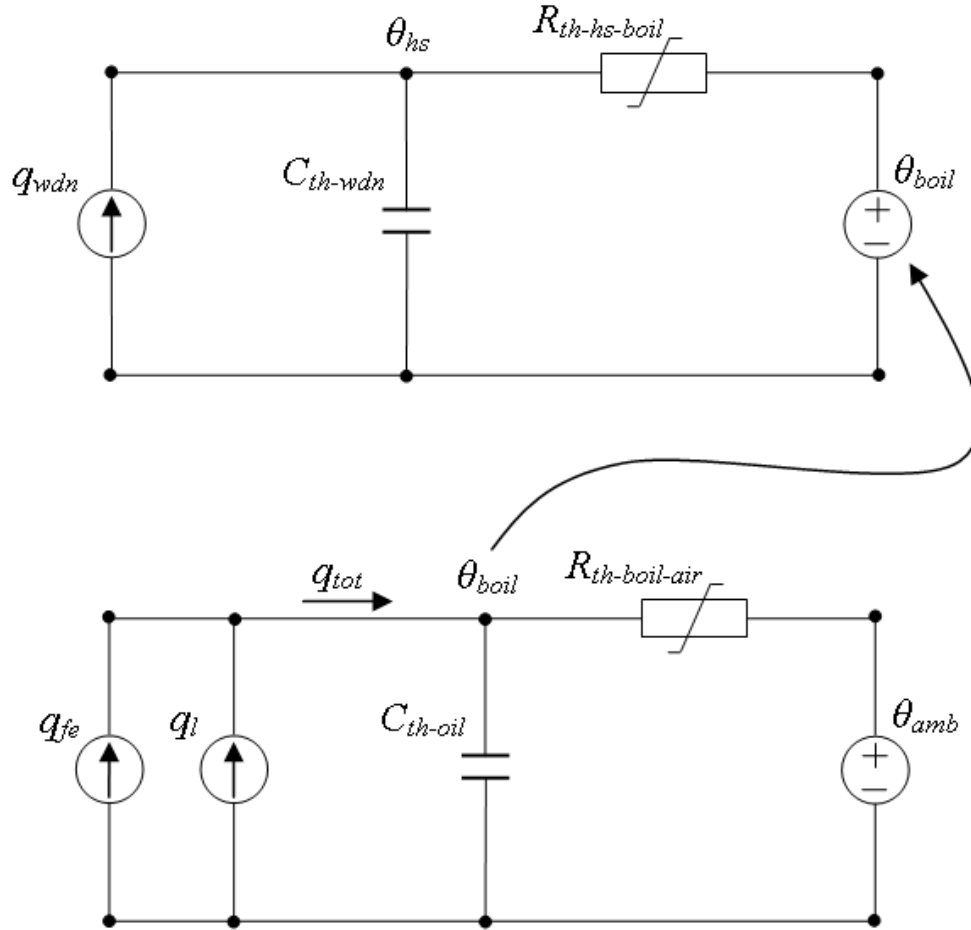 θhs
Rth-hs-boil
qwdn
Cth-wdn
θboil
+
−
qtot
θboil
Rth-boil-air
qfe
ql
Cth-oil
θamb
+
−